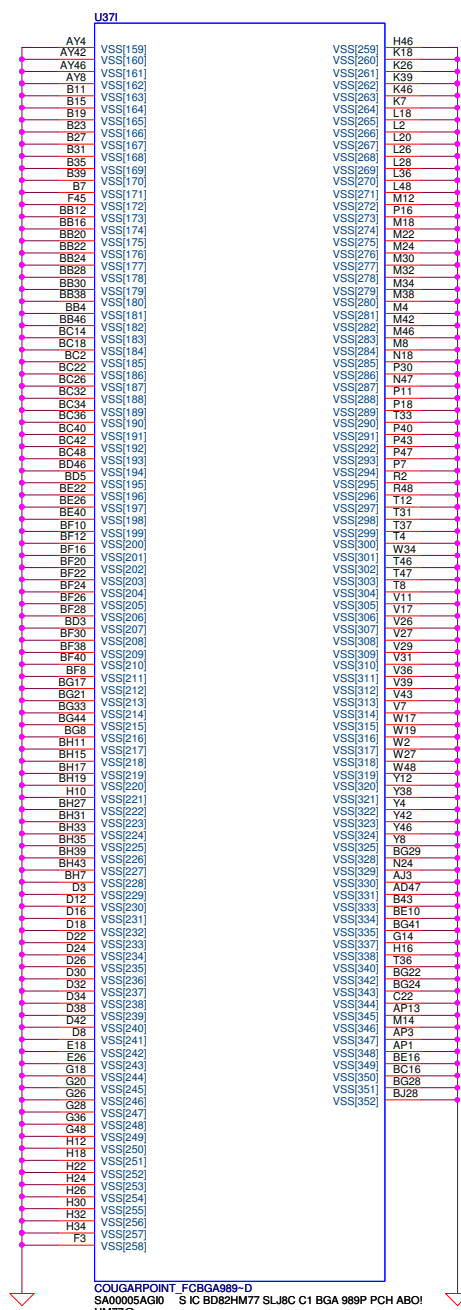 U37I
AY4 VSS[159] VSS[259] H46
AY42 VSS[160] VSS[260] K18
AY46 VSS[161] VSS[261] K26
AY8 VSS[162] VSS[262] K39
B11 VSS[163] VSS[263] K46
B15 VSS[164] VSS[264] K7
B19 VSS[165] VSS[265] L18
B23 VSS[166] VSS[266] L2
B27 VSS[167] VSS[267] L20
B31 VSS[168] VSS[268] L26
B35 VSS[169] VSS[269] L28
B39 VSS[170] VSS[270] L36
B7 VSS[171] VSS[271] L48
F45 VSS[172] VSS[272] M12
BB12 VSS[173] VSS[273] P16
BB16 VSS[174] VSS[274] M18
BB20 VSS[175] VSS[275] M22
BB22 VSS[176] VSS[276] M24
BB24 VSS[177] VSS[277] M30
BB28 VSS[178] VSS[278] M32
BB30 VSS[179] VSS[279] M34
BB38 VSS[180] VSS[280] M38
BB4 VSS[181] VSS[281] M4
BB46 VSS[182] VSS[282] M42
BC14 VSS[183] VSS[283] M46
BC18 VSS[184] VSS[284] M8
BC2 VSS[185] VSS[285] N18
BC22 VSS[186] VSS[286] P30
BC26 VSS[187] VSS[287] N47
BC32 VSS[188] VSS[288] P11
BC34 VSS[189] VSS[289] P18
BC36 VSS[190] VSS[290] T33
BC40 VSS[191] VSS[291] P40
BC42 VSS[192] VSS[292] P43
BC48 VSS[193] VSS[293] P47
BD46 VSS[194] VSS[294] P7
BD5 VSS[195] VSS[295] R2
BE22 VSS[196] VSS[296] R48
BE26 VSS[197] VSS[297] T12
BE40 VSS[198] VSS[298] T31
BF10 VSS[199] VSS[299] T37
BF12 VSS[200] VSS[300] T4
BF16 VSS[201] VSS[301] W34
BF20 VSS[202] VSS[302] T46
BF22 VSS[203] VSS[303] T47
BF24 VSS[204] VSS[304] T8
BF26 VSS[205] VSS[305] V11
BF28 VSS[206] VSS[306] V17
BD3 VSS[207] VSS[307] V26
BF30 VSS[208] VSS[308] V27
BF38 VSS[209] VSS[309] V29
BF40 VSS[210] VSS[310] V31
BF8 VSS[211] VSS[311] V36
BG17 VSS[212] VSS[312] V39
BG21 VSS[213] VSS[313] V43
BG33 VSS[214] VSS[314] V7
BG44 VSS[215] VSS[315] W17
BG8 VSS[216] VSS[316] W19
BH11 VSS[217] VSS[317] W2
BH15 VSS[218] VSS[318] W27
BH17 VSS[219] VSS[319] W48
BH19 VSS[220] VSS[320] Y12
H10 VSS[221] VSS[321] Y38
BH27 VSS[222] VSS[322] Y4
BH31 VSS[223] VSS[323] Y42
BH33 VSS[224] VSS[324] Y46
BH35 VSS[225] VSS[325] Y8
BH39 VSS[226] VSS[328] BG29
BH43 VSS[227] VSS[329] N24
BH7 VSS[228] VSS[330] AJ3
D3 VSS[229] VSS[331] AD47
D12 VSS[230] VSS[333] B43
D16 VSS[231] VSS[334] BE10
D18 VSS[232] VSS[335] BG41
D22 VSS[233] VSS[337] G14
D24 VSS[234] VSS[338] H16
D26 VSS[235] VSS[340] T36
D30 VSS[236] VSS[342] BG22
D32 VSS[237] VSS[343] BG24
D34 VSS[238] VSS[344] C22
D38 VSS[239] VSS[345] AP13
D42 VSS[240] VSS[346] M14
D8 VSS[241] VSS[347] AP3
E18 VSS[242] VSS[348] AP1
E26 VSS[243] VSS[349] BE16
G18 VSS[244] VSS[350] BC16
G20 VSS[245] VSS[351] BG28
G26 VSS[246] VSS[352] BJ28
G28 VSS[247]
G36 VSS[248]
G48 VSS[249]
H12 VSS[250]
H18 VSS[251]
H22 VSS[252]
H24 VSS[253]
H26 VSS[254]
H30 VSS[255]
H32 VSS[256]
H34 VSS[257]
F3 VSS[258]
COUGARPOINT_FCBGA989~D
SA00005AGI0 S IC BD82HM77 SLJ8C C1 BGA 989P PCH ABO!